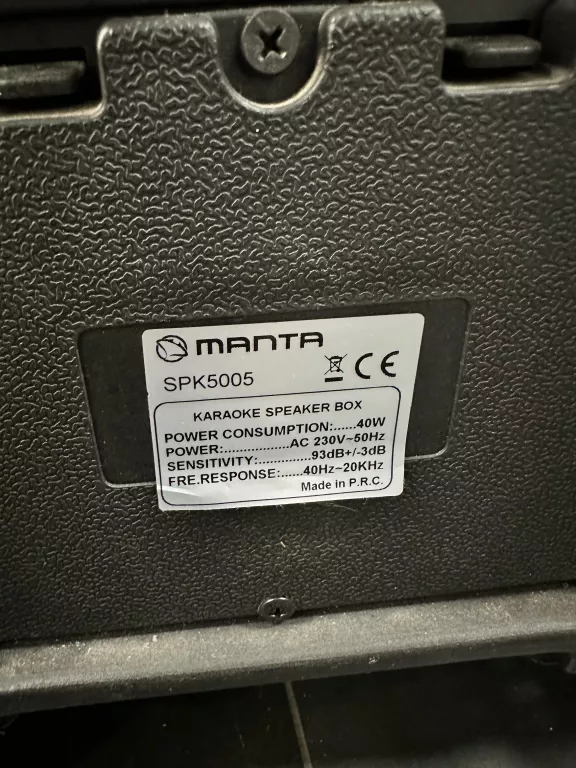 MANTA
SPK5005
CE
KARAOKE SPEAKER BOX
POWER CONSUMPTION:......40W
POWER:.................AC 230V~50Hz
SENSITIVITY:..............93dB+/-3dB
FRE.RESPONSE:......40Hz~20KHz
Made in P.R.C.